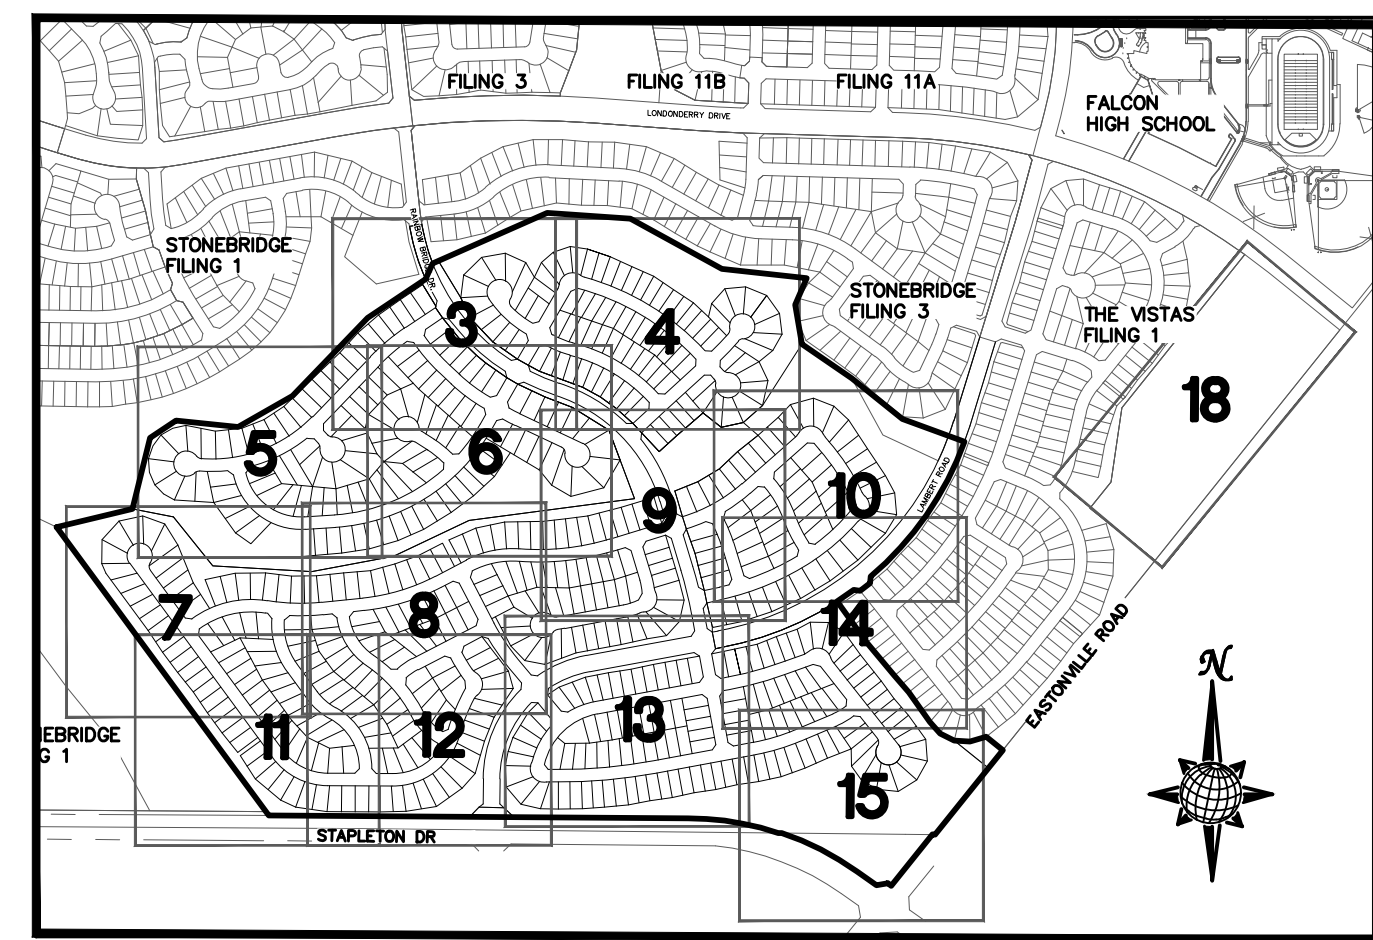 FILING 3
FILING 11B
FILING 11A
LONDONDERRY DRIVE
FALCON
HIGH SCHOOL
RAINBOW BRIDGE DR.
STONEBRIDGE
FILING 1
STONEBRIDGE
FILING 3
THE VISTAS
FILING 1
3
4
18
5
6
LAMBERT ROAD
10
9
7
8
14
EASTONVILLE ROAD
N
13
11
12
NEBRIDGE
G 1
15
STAPLETON DR